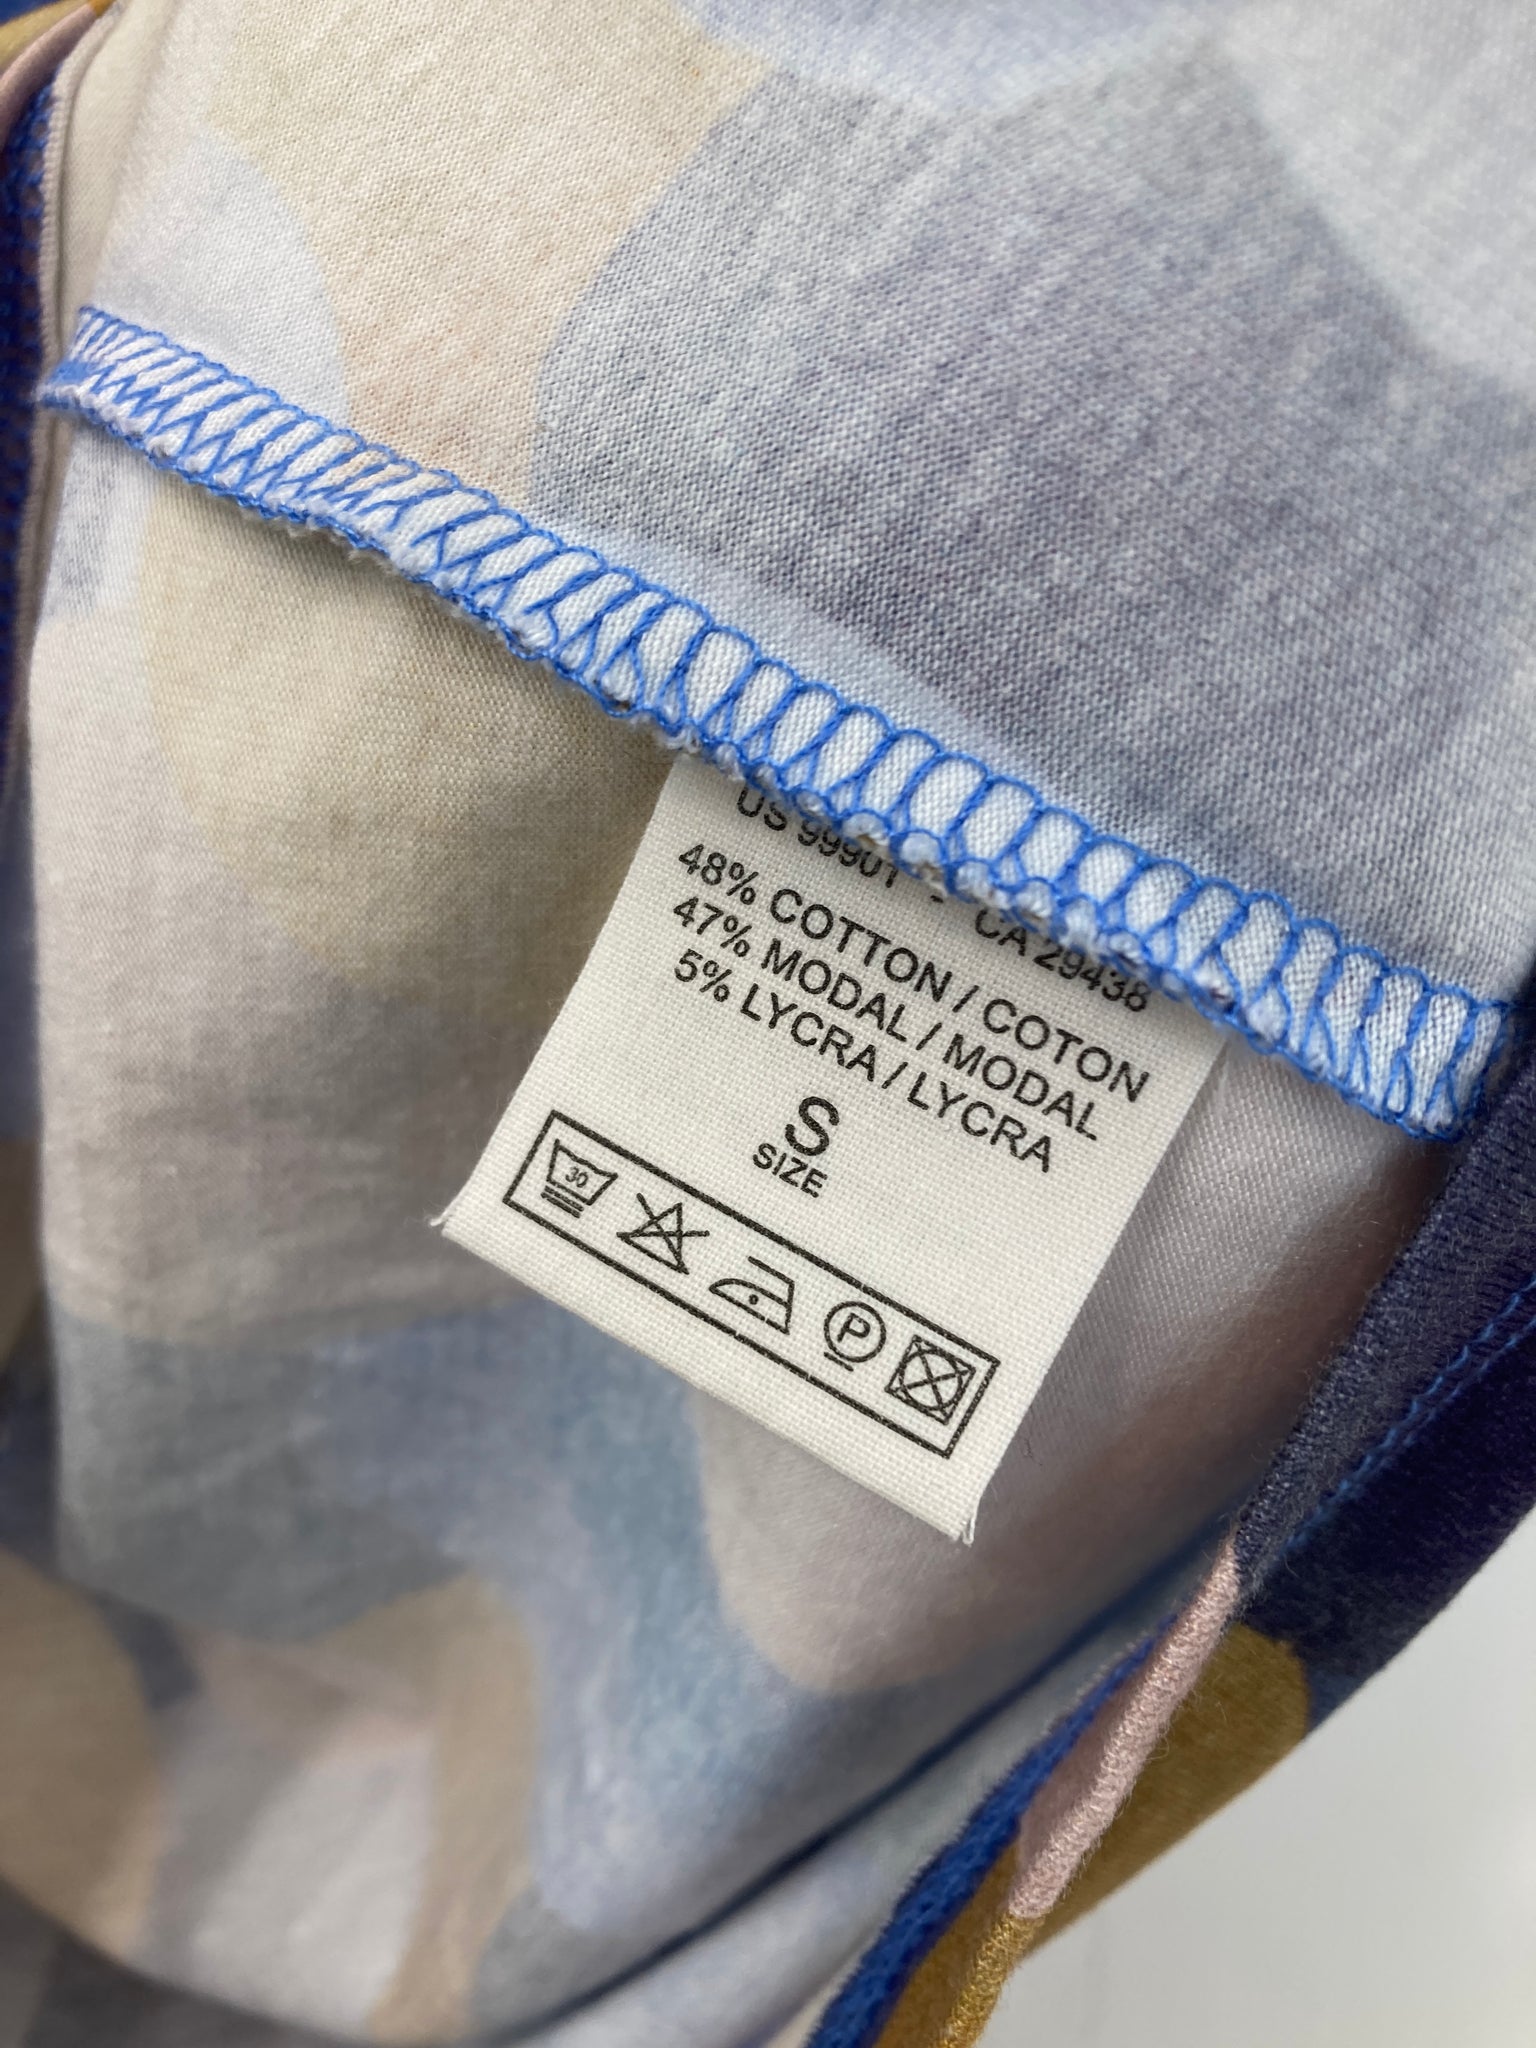 US 99901 - CA 29438
48% COTTON / COTON
47% MODAL / MODAL
5% LYCRA / LYCRA
S
SIZE
30
P